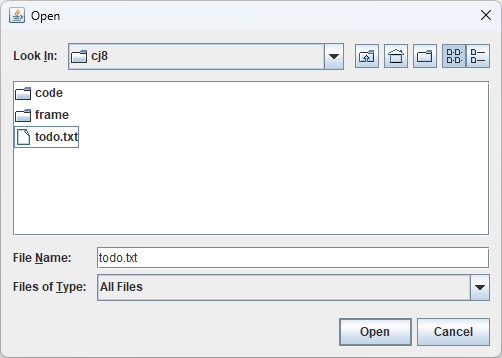 Open
Look In: cj8
code
frame
todo.txt
File Name: todo.txt
Files of Type: All Files
Open Cancel